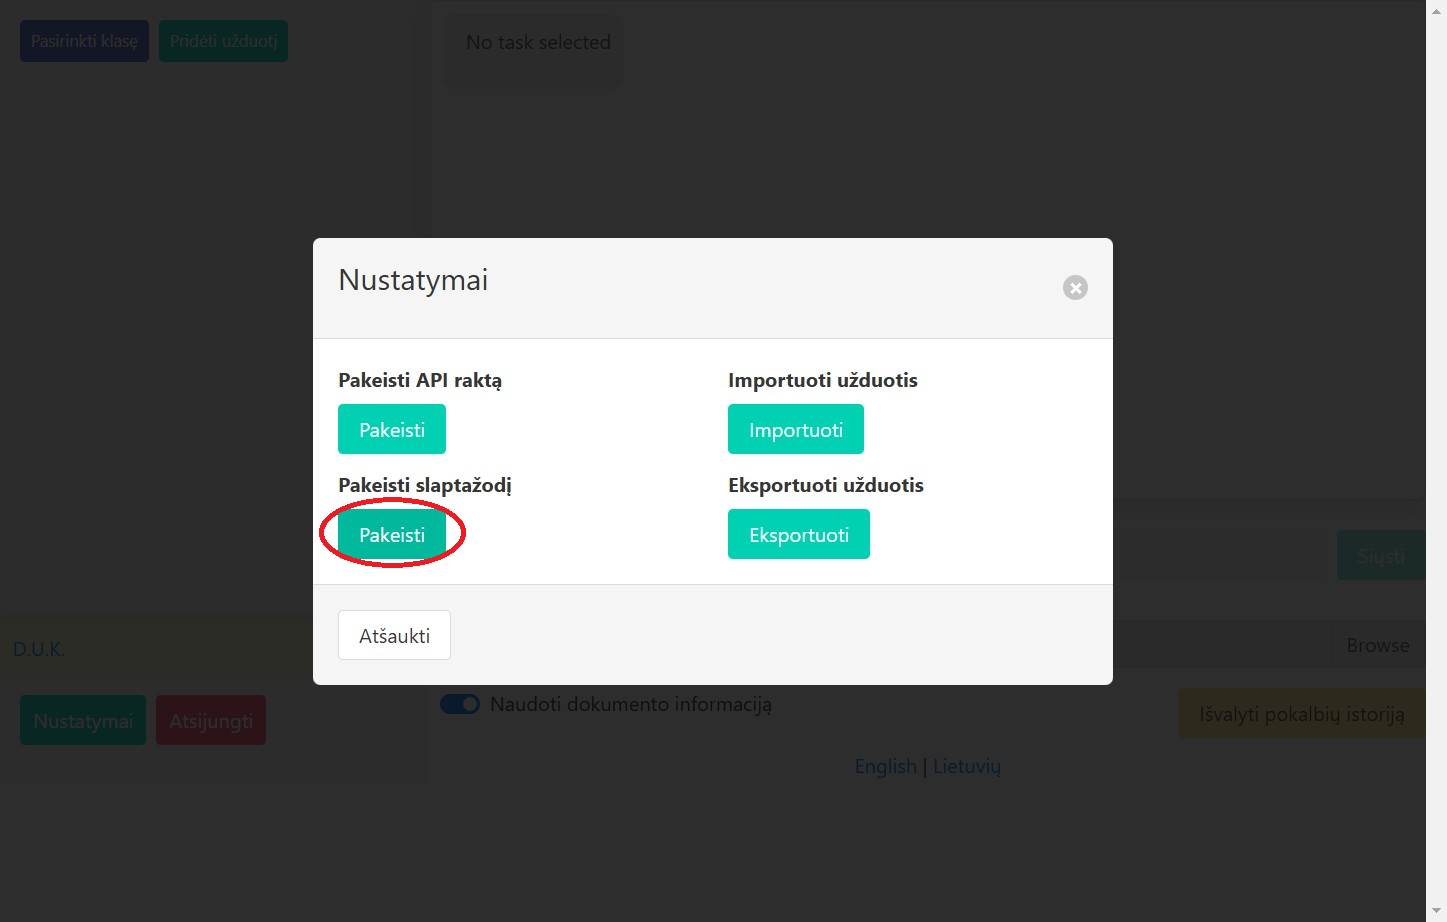 Pasirinkti klasę
Pridėti užduotį
No task selected
Nustatymai
Pakeisti API raktą
Pakeisti
Importuoti užduotis
Importuoti
Pakeisti slaptažodį
Pakeisti
Eksportuoti užduotis
Eksportuoti
Atšaukti
Siųsti
D.U.K.
Browse
Nustatymai
Atsijungti
Naudoti dokumento informaciją
Išvalyti pokalbių istoriją
English | Lietuvių